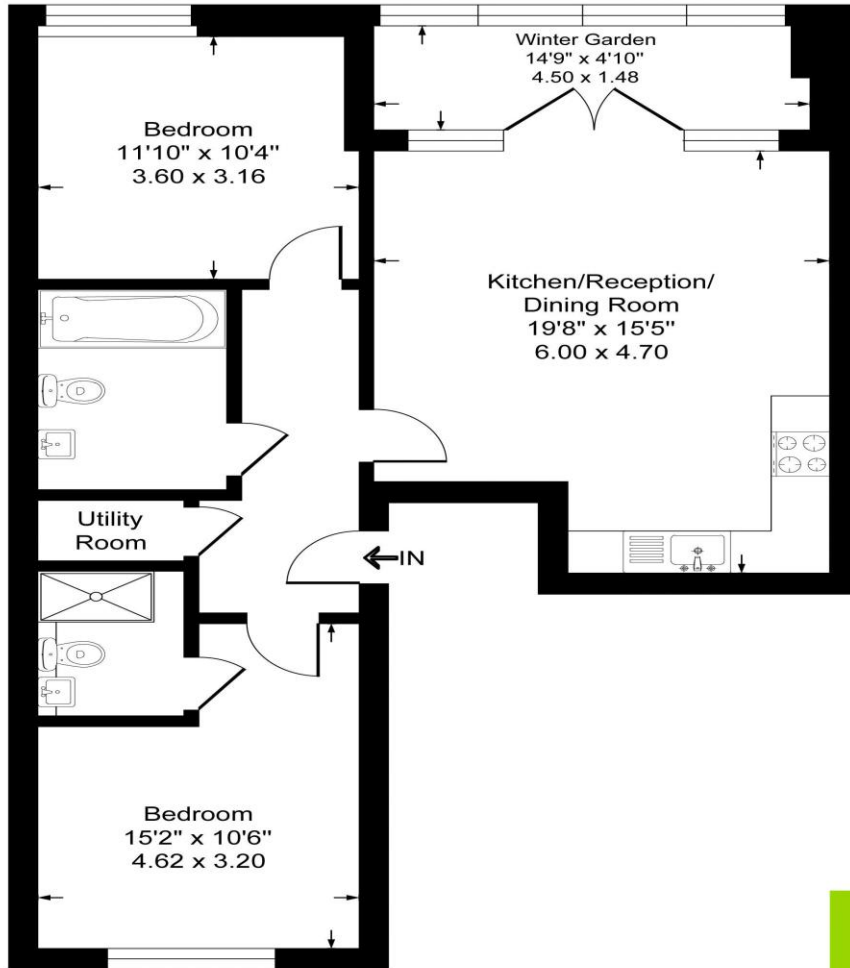 Winter Garden
14'9" x 4'10"
4.50 x 1.48
Bedroom
11'10" x 10'4"
3.60 x 3.16
Kitchen/Reception/
Dining Room
19'8" x 15'5"
6.00 x 4.70
Utility
Room
IN
Bedroom
15'2" x 10'6"
4.62 x 3.20